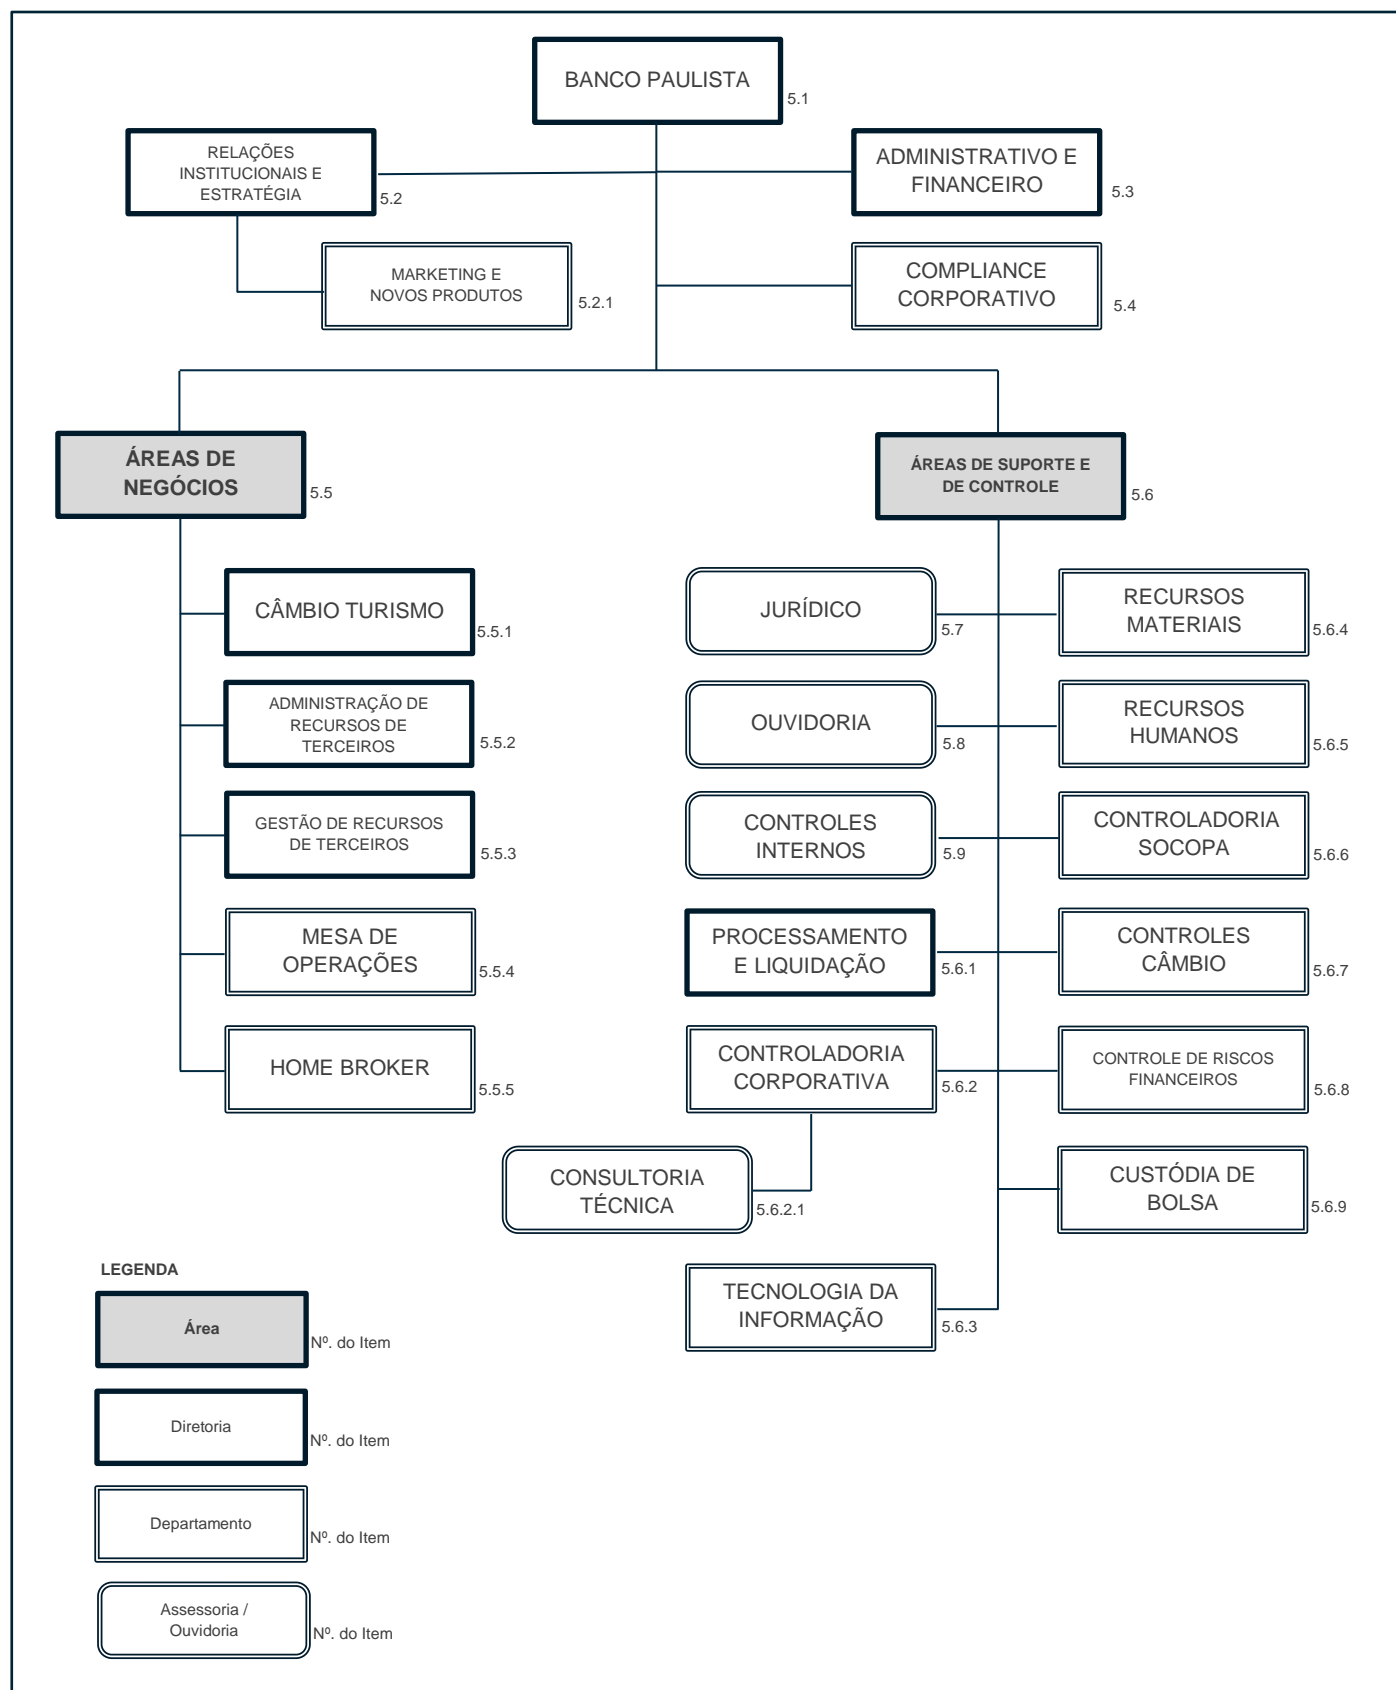 BANCO PAULISTA
5.1
RELAÇÕES
INSTITUCIONAIS E
ESTRATÉGIA
5.2
ADMINISTRATIVO E
FINANCEIRO
5.3
MARKETING E
NOVOS PRODUTOS
5.2.1
COMPLIANCE
CORPORATIVO
5.4
ÁREAS DE
NEGÓCIOS
5.5
ÁREAS DE SUPORTE E
DE CONTROLE
5.6
CÂMBIO TURISMO
5.5.1
JURÍDICO
5.7
RECURSOS
MATERIAIS
5.6.4
ADMINISTRAÇÃO DE
RECURSOS DE
TERCEIROS
5.5.2
OUVIDORIA
5.8
RECURSOS
HUMANOS
5.6.5
GESTÃO DE RECURSOS
DE TERCEIROS
5.5.3
CONTROLES
INTERNOS
5.9
CONTROLADORIA
SOCOPA
5.6.6
MESA DE
OPERAÇÕES
5.5.4
PROCESSAMENTO
E LIQUIDAÇÃO
5.6.1
CONTROLES
CÂMBIO
5.6.7
HOME BROKER
5.5.5
CONTROLADORIA
CORPORATIVA
5.6.2
CONTROLE DE RISCOS
FINANCEIROS
5.6.8
CONSULTORIA
TÉCNICA
5.6.2.1
CUSTÓDIA DE
BOLSA
5.6.9
TECNOLOGIA DA
INFORMAÇÃO
5.6.3
LEGENDA
Área
Nº. do Item
Diretoria
Nº. do Item
Departamento
Nº. do Item
Assessoria /
Ouvidoria
Nº. do Item